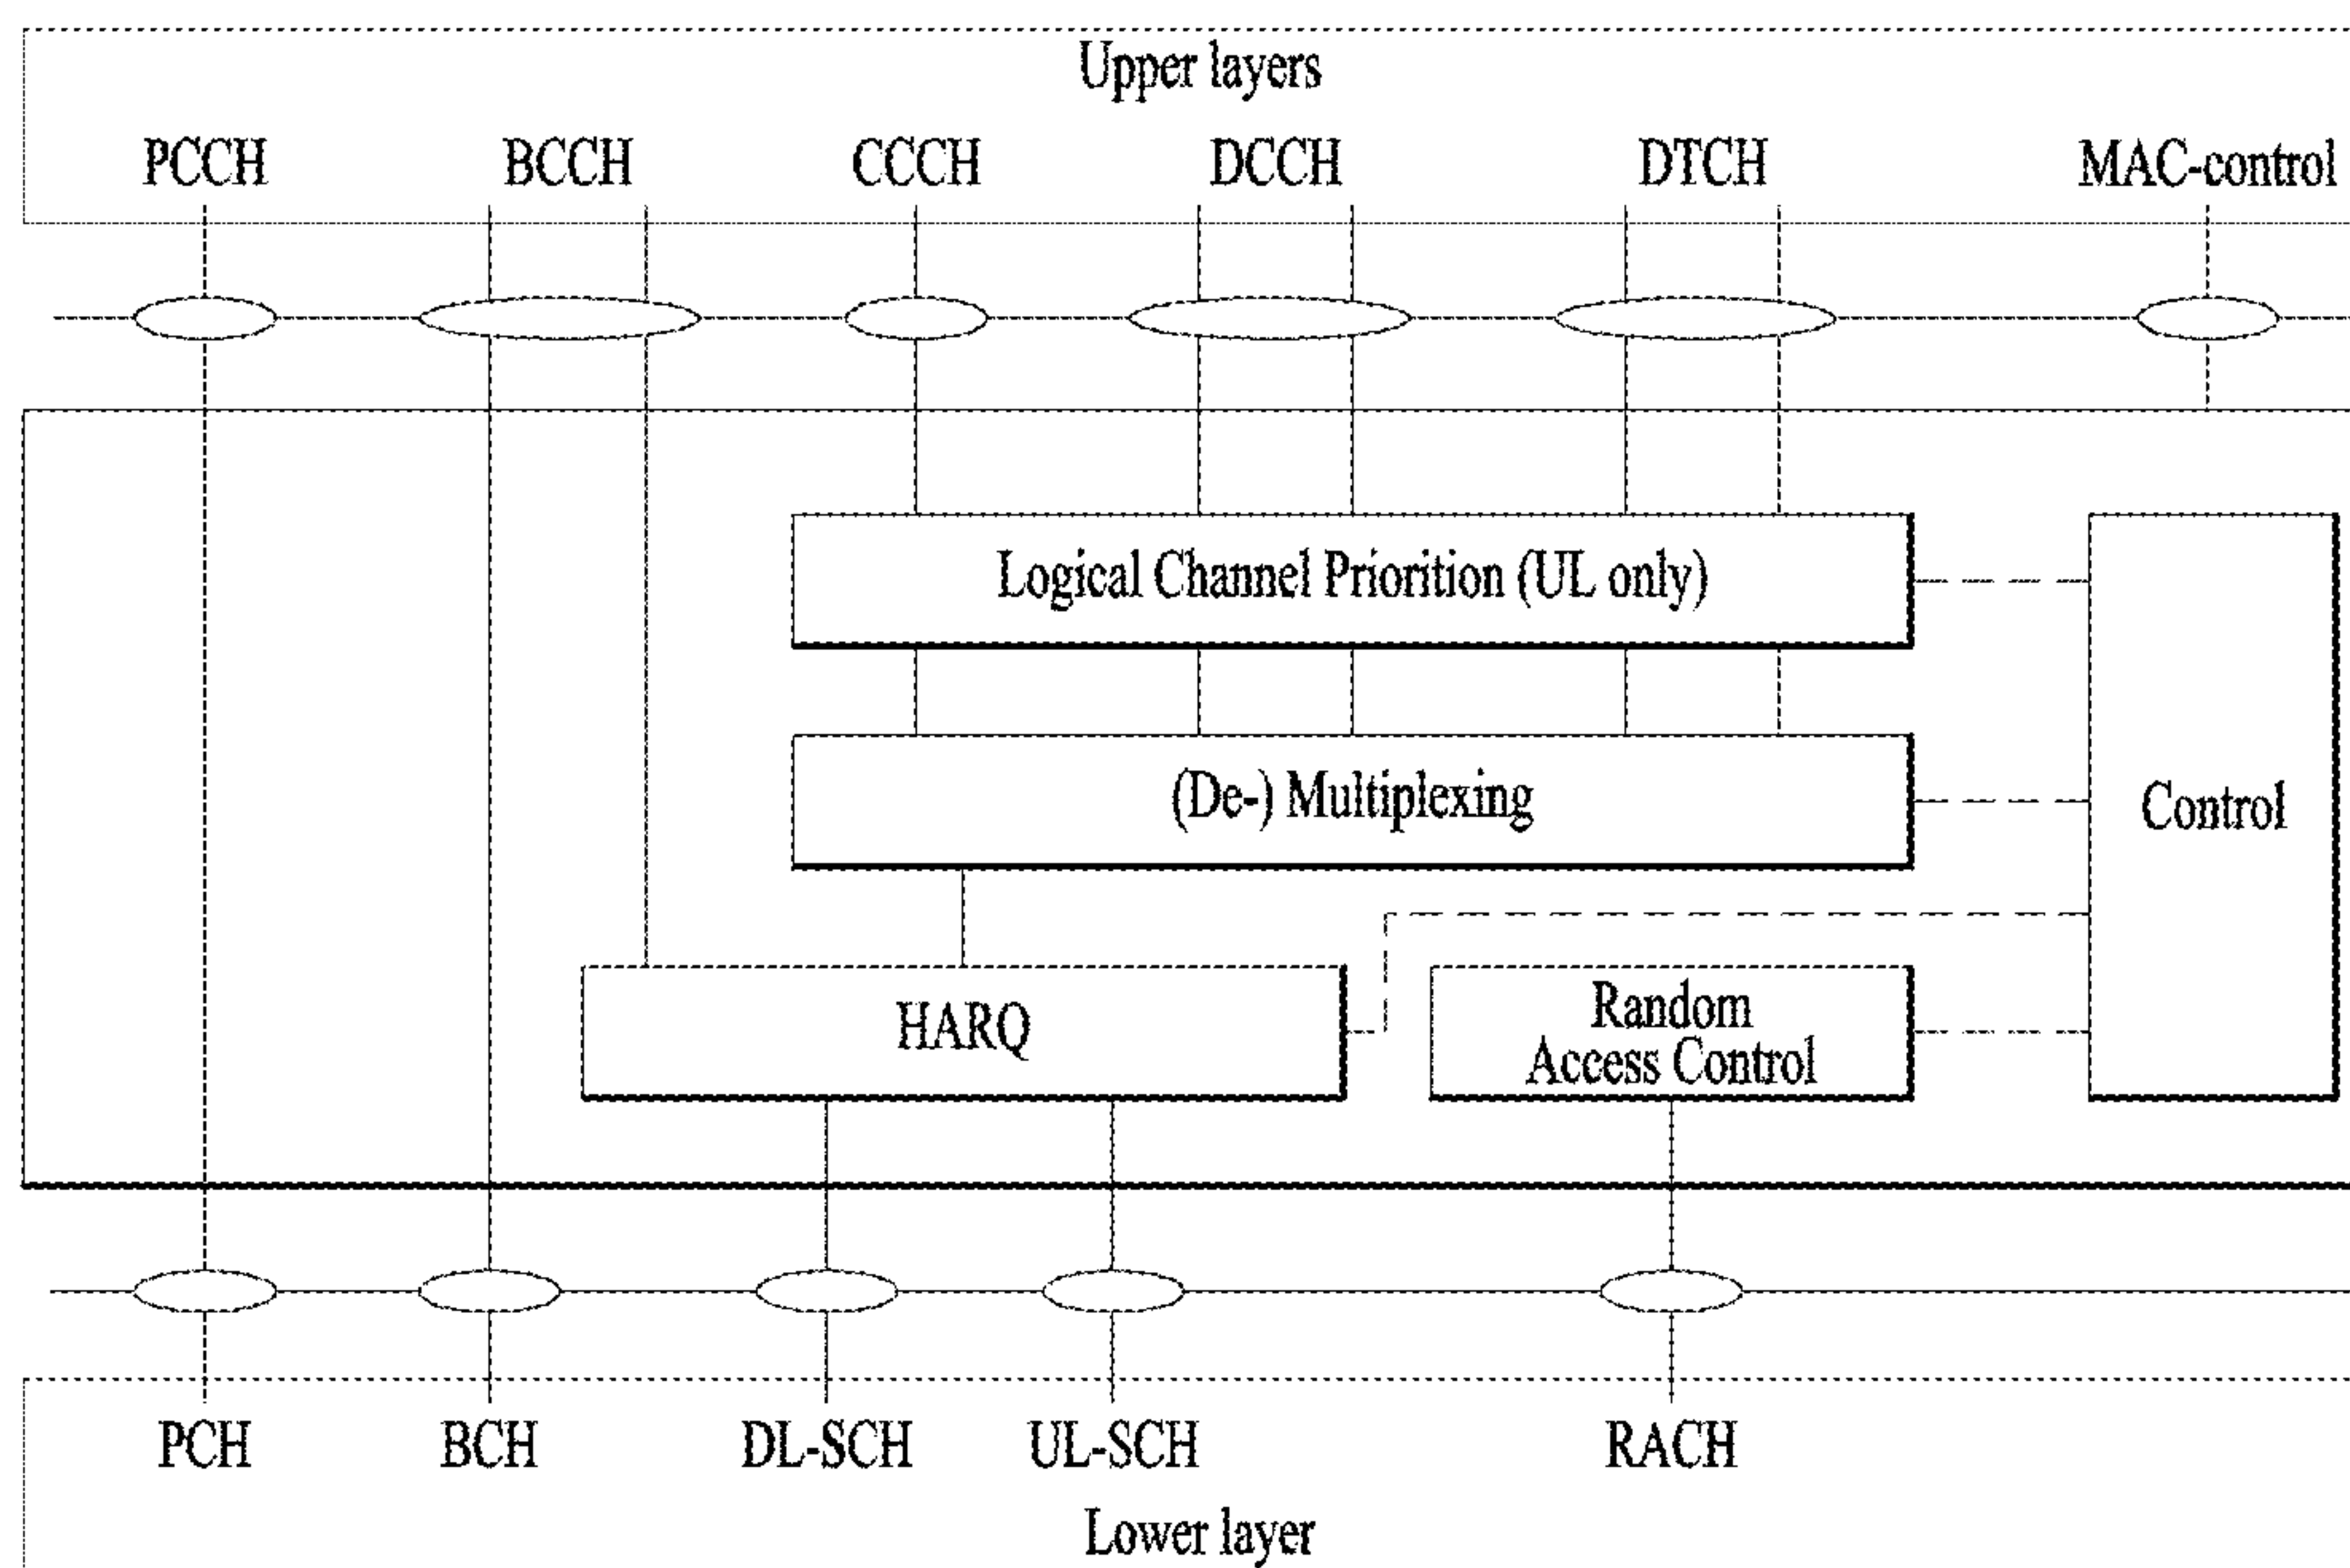 Upper layers
PCCH BCCH CCCH DCCH DTCH MAC-control
Logical Channel Priorition (UL only)
(De-) Multiplexing
Control
HARQ
Random
Access Control
PCH BCH DL-SCH UL-SCH RACH
Lower layer